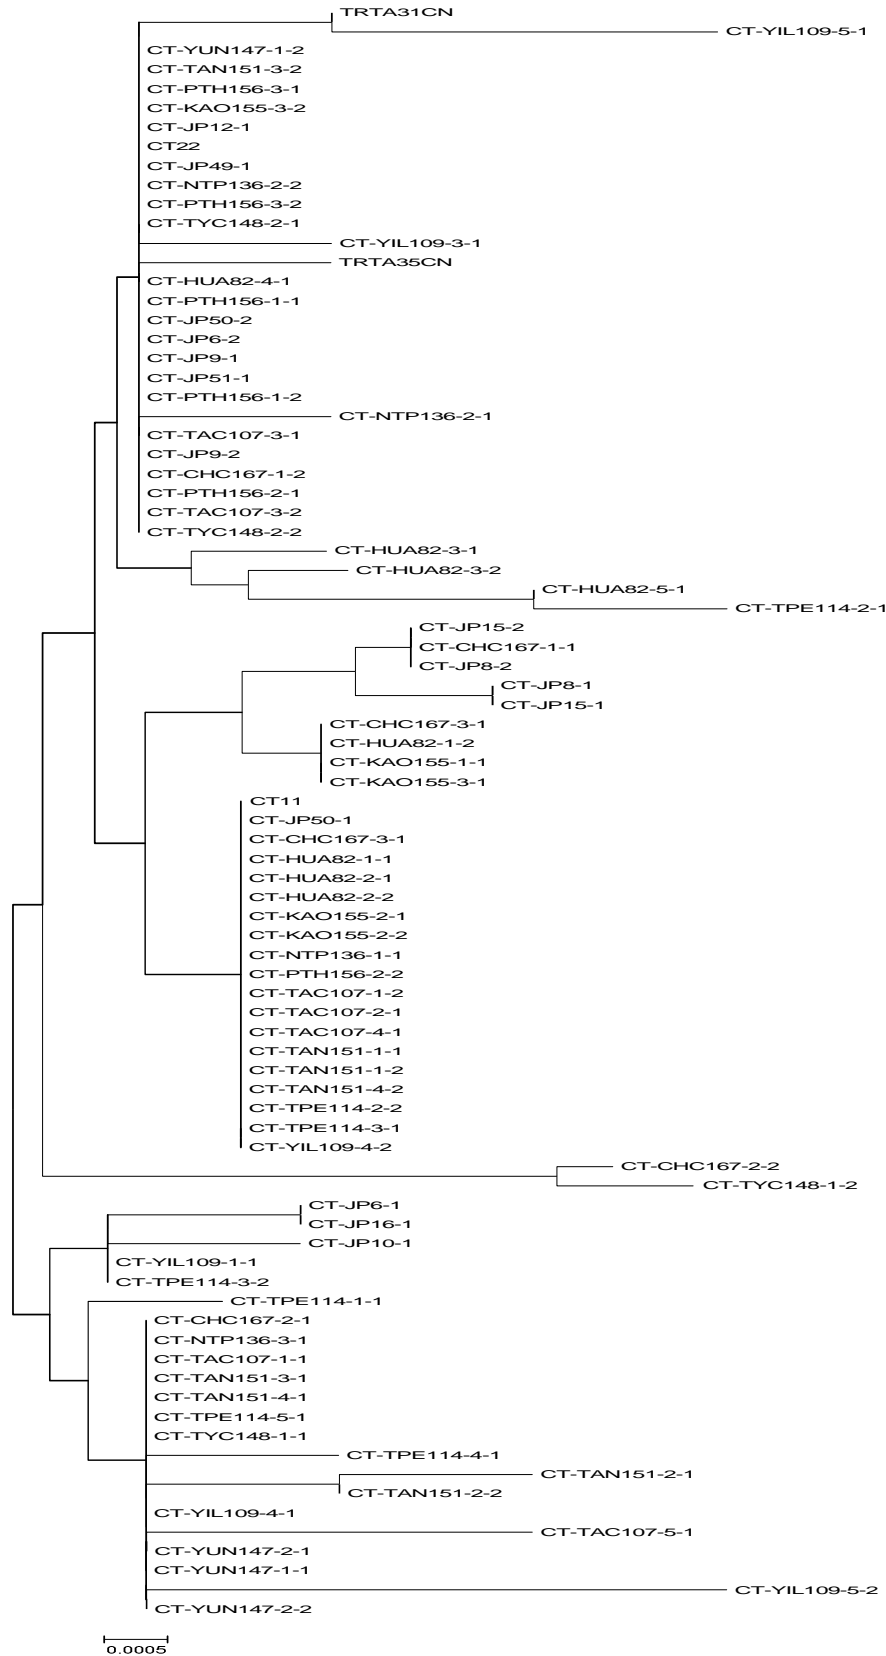 TRTA31CN
CT-YIL109-5-1
CT-YUN147-1-2
CT-TAN151-3-2
CT-PTH156-3-1
CT-KAO155-3-2
CT-JP12-1
CT22
CT-JP49-1
CT-NTP136-2-2
CT-PTH156-3-2
CT-TYC148-2-1
CT-YIL109-3-1
TRTA35CN
CT-HUA82-4-1
CT-PTH156-1-1
CT-JP50-2
CT-JP6-2
CT-JP9-1
CT-JP51-1
CT-PTH156-1-2
CT-NTP136-2-1
CT-TAC107-3-1
CT-JP9-2
CT-CHC167-1-2
CT-PTH156-2-1
CT-TAC107-3-2
CT-TYC148-2-2
CT-HUA82-3-1
CT-HUA82-3-2
CT-HUA82-5-1
CT-TPE114-2-1
CT-JP15-2
CT-CHC167-1-1
CT-JP8-2
CT-JP8-1
CT-JP15-1
CT-CHC167-3-1
CT-HUA82-1-2
CT-KAO155-1-1
CT-KAO155-3-1
CT11
CT-JP50-1
CT-CHC167-3-1
CT-HUA82-1-1
CT-HUA82-2-1
CT-HUA82-2-2
CT-KAO155-2-1
CT-KAO155-2-2
CT-NTP136-1-1
CT-PTH156-2-2
CT-TAC107-1-2
CT-TAC107-2-1
CT-TAC107-4-1
CT-TAN151-1-1
CT-TAN151-1-2
CT-TAN151-4-2
CT-TPE114-2-2
CT-TPE114-3-1
CT-YIL109-4-2
CT-CHC167-2-2
CT-TYC148-1-2
CT-JP6-1
CT-JP16-1
CT-JP10-1
CT-YIL109-1-1
CT-TPE114-3-2
CT-TPE114-1-1
CT-CHC167-2-1
CT-NTP136-3-1
CT-TAC107-1-1
CT-TAN151-3-1
CT-TAN151-4-1
CT-TPE114-5-1
CT-TYC148-1-1
CT-TPE114-4-1
CT-TAN151-2-1
CT-TAN151-2-2
CT-YIL109-4-1
CT-TAC107-5-1
CT-YUN147-2-1
CT-YUN147-1-1
CT-YIL109-5-2
CT-YUN147-2-2
0.0005